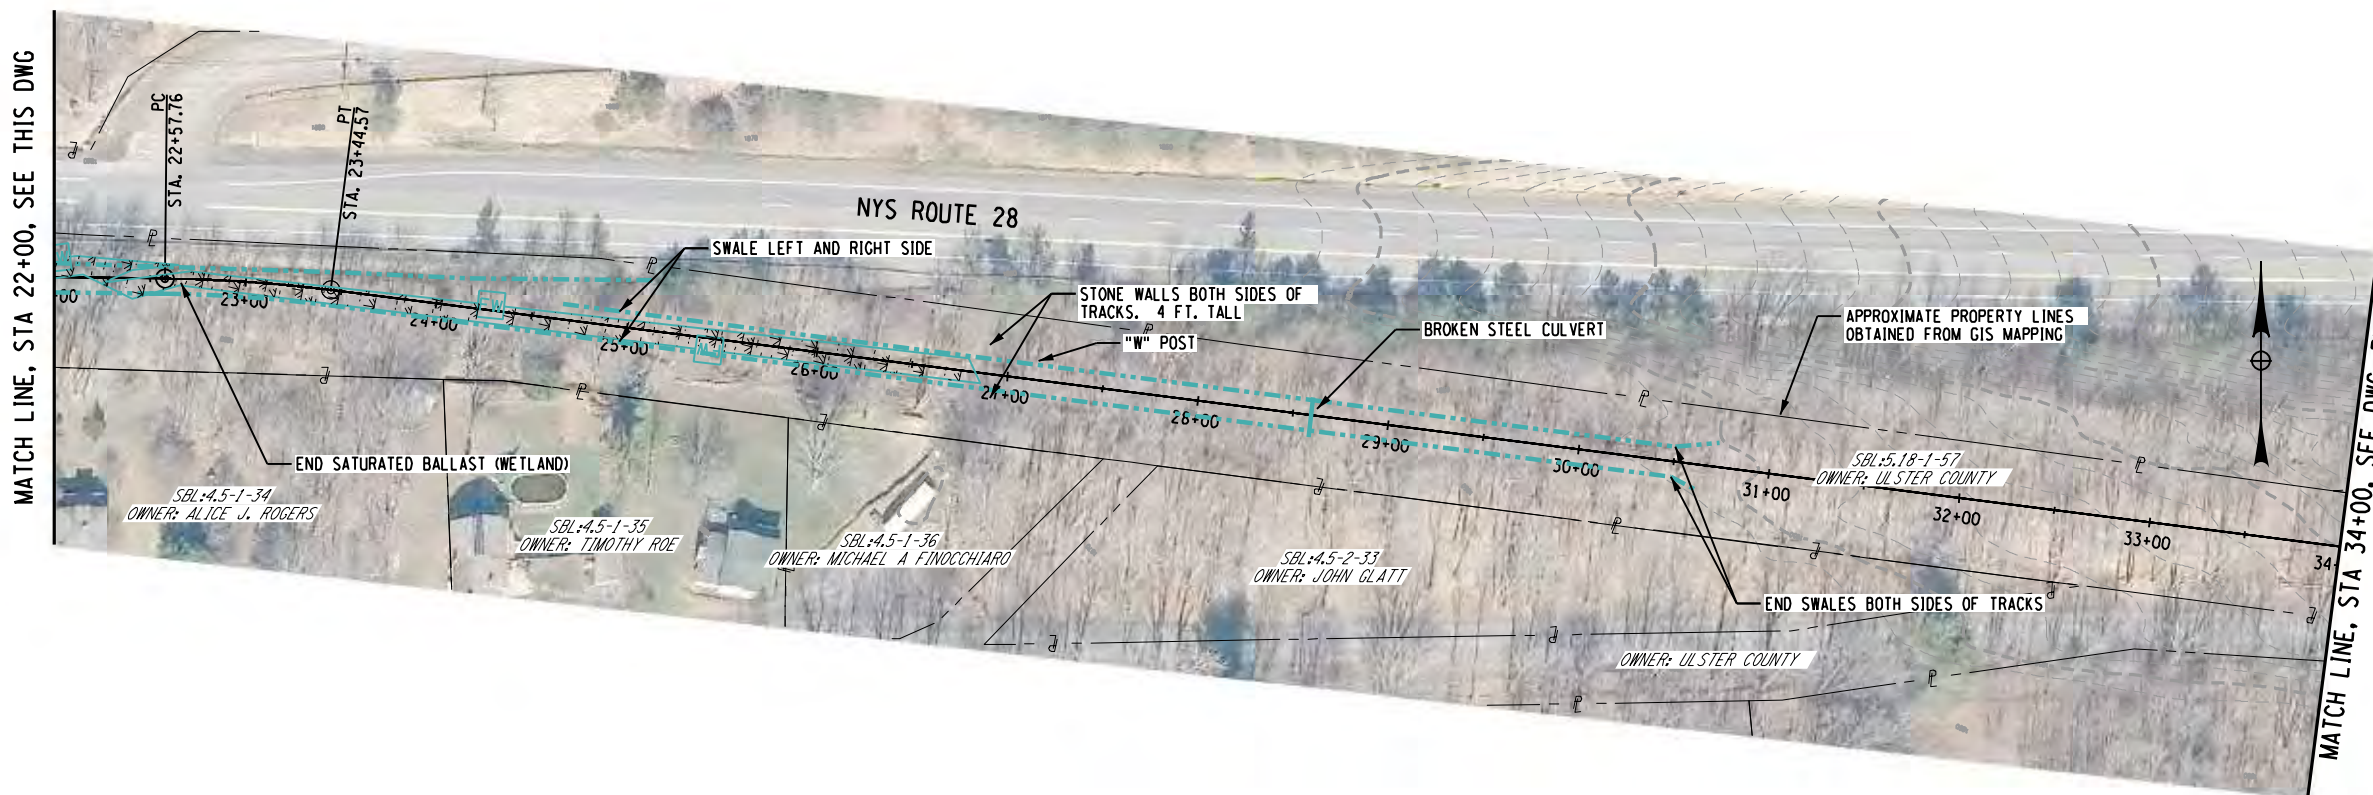 MATCH LINE, STA 22+00, SEE THIS DWG
PC
STA. 22+57.76
PT
STA. 23+44.57
NYS ROUTE 28
SWALE LEFT AND RIGHT SIDE
STONE WALLS BOTH SIDES OF
TRACKS. 4 FT. TALL
"W" POST
BROKEN STEEL CULVERT
APPROXIMATE PROPERTY LINES
OBTAINED FROM GIS MAPPING
+00
23+00
24+00
25+00
26+00
27+00
28+00
29+00
30+00
31+00
32+00
33+00
34+
END SATURATED BALLAST (WETLAND)
SBL:4.5-1-34
OWNER: ALICE J. ROGERS
SBL:4.5-1-35
OWNER: TIMOTHY ROE
SBL:4.5-1-36
OWNER: MICHAEL A FINOCCHIARO
SBL:4.5-2-33
OWNER: JOHN GLATT
SBL:5.18-1-57
OWNER: ULSTER COUNTY
END SWALES BOTH SIDES OF TRACKS
OWNER: ULSTER COUNTY
MATCH LINE, STA 34+00, SEE DWG